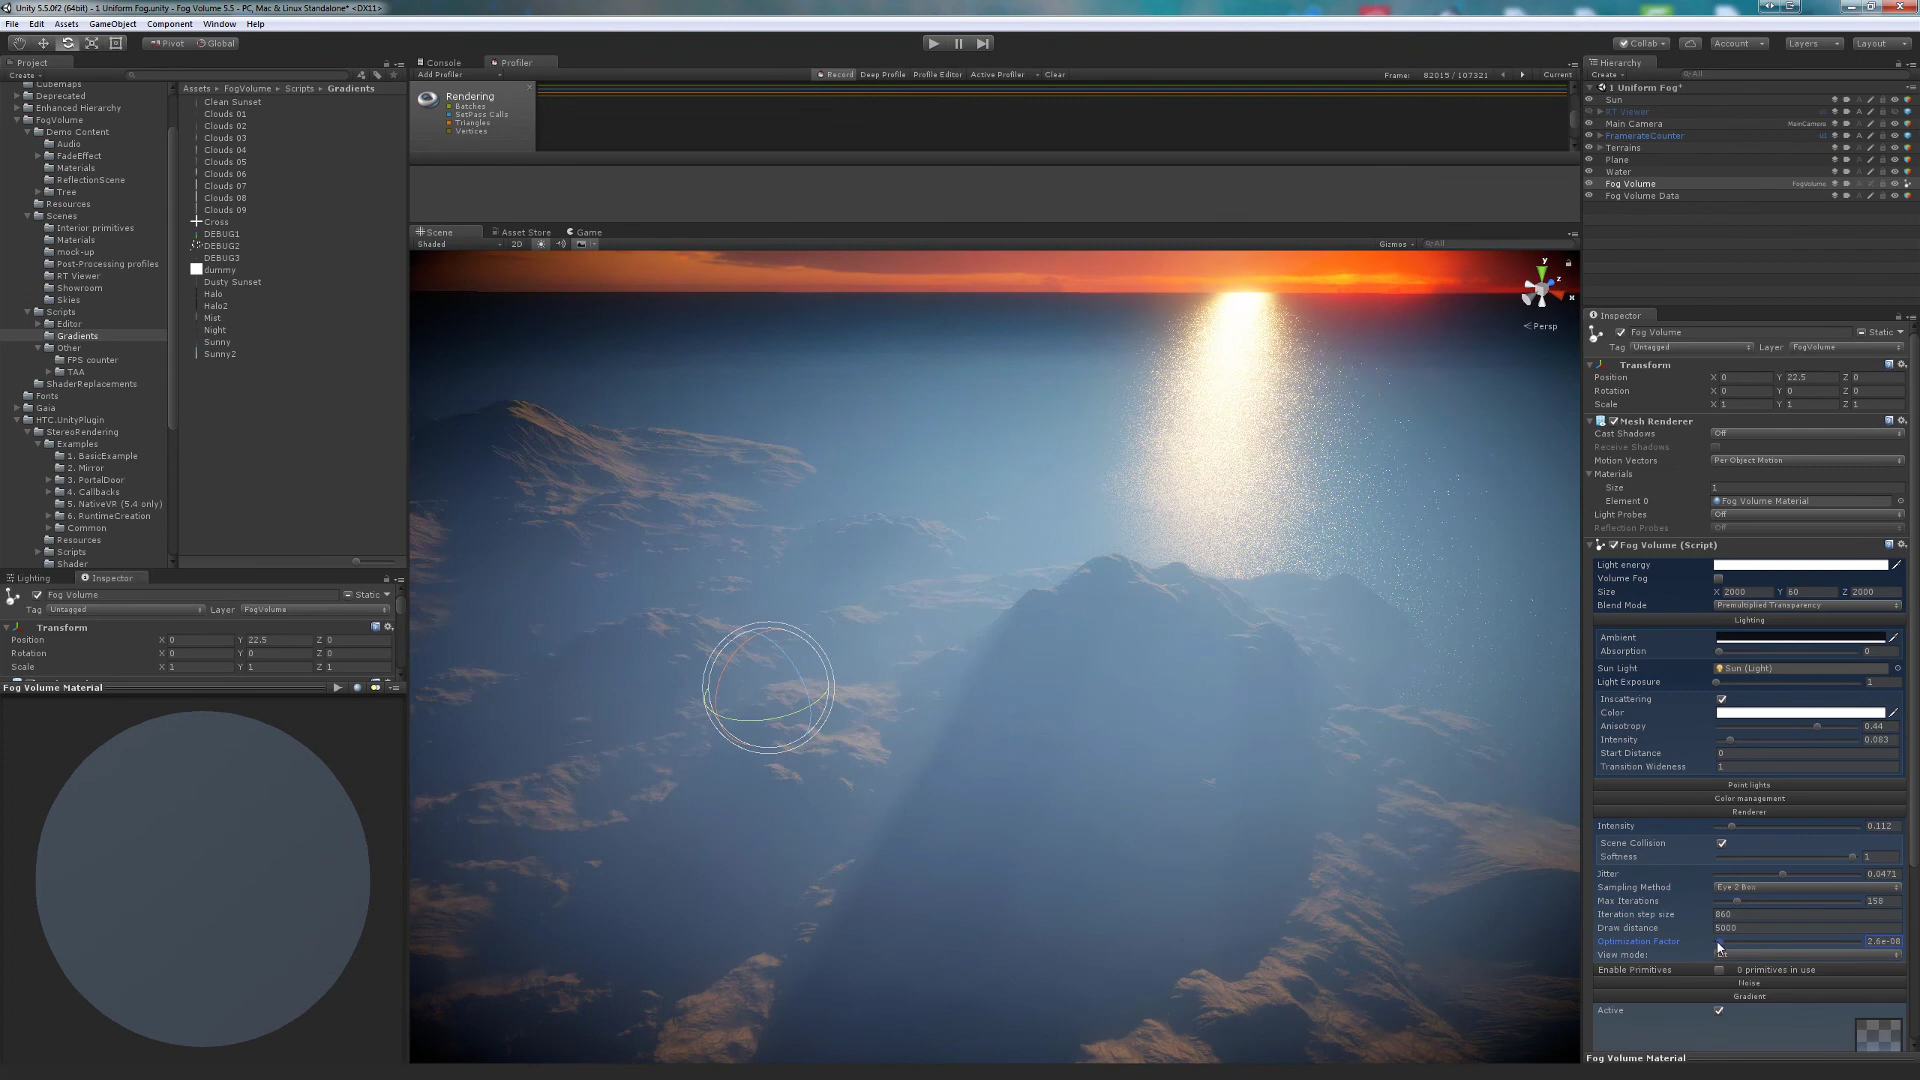 Unity 5.5.0f2 (64bit) - 1 Uniform Fog.unity - Fog Volume 5.5 - PC, Mac & Linux Standalone* <DX11>
File Edit Assets GameObject Component Window Help
Pivot Global
Collab Account Layers Layout
Project
Create
Cubemaps
Deprecated
Enhanced Hierarchy
FogVolume
Demo Content
Audio
FadeEffect
Materials
ReflectionScene
Tree
Resources
Scenes
Interior primitives
Materials
mock-up
Post-Processing profiles
RT Viewer
Showroom
Skies
Scripts
Editor
Gradients
Other
FPS counter
TAA
ShaderReplacements
Fonts
Gaia
HTC.UnityPlugin
StereoRendering
Examples
1. BasicExample
2. Mirror
3. PortalDoor
4. Callbacks
5. NativeVR (5.4 only)
6. RuntimeCreation
Common
Resources
Scripts
Shader
Assets FogVolume Scripts Gradients
Clean Sunset
Clouds 01
Clouds 02
Clouds 03
Clouds 04
Clouds 05
Clouds 06
Clouds 07
Clouds 08
Clouds 09
Cross
DEBUG1
DEBUG2
DEBUG3
dummy
Dusty Sunset
Halo
Halo2
Mist
Night
Sunny
Sunny2
Console Profiler
Add Profiler Record Deep Profile Profile Editor Active Profiler Clear Frame: 82015 / 107321 Current
Rendering
Batches
SetPass Calls
Triangles
Vertices
Scene Asset Store Game
Shaded 2D Gizmos All
y
z
x
Persp
Lighting Inspector
Fog Volume Static
Tag Untagged Layer FogVolume
Transform
Position X 0 Y 22.5 Z 0
Rotation X 0 Y 0 Z 0
Scale X 1 Y 1 Z 1
Fog Volume Material
Hierarchy
Create All
1 Uniform Fog*
Sun
RT Viewer
Main Camera MainCamera
FramerateCounter UI
Terrains
Plane
Water
Fog Volume FogVolume
Fog Volume Data
Inspector
Fog Volume Static
Tag Untagged Layer FogVolume
Transform
Position X 0 Y 22.5 Z 0
Rotation X 0 Y 0 Z 0
Scale X 1 Y 1 Z 1
Mesh Renderer
Cast Shadows Off
Receive Shadows
Motion Vectors Per Object Motion
Materials
Size 1
Element 0 Fog Volume Material
Light Probes Off
Reflection Probes Off
Fog Volume (Script)
Light energy
Volume Fog
Size X 2000 Y 60 Z 2000
Blend Mode Premultiplied Transparency
Lighting
Ambient
Absorption 0
Sun Light Sun (Light)
Light Exposure 1
Inscattering
Color
Anisotropy 0.44
Intensity 0.083
Start Distance 0
Transition Wideness 1
Point lights
Color management
Renderer
Intensity 0.112
Scene Collision
Softness 1
Jitter 0.0471
Sampling Method Eye 2 Box
Max Iterations 158
Iteration step size 860
Draw distance 5000
Optimization Factor 2.6e-08
View mode:
Enable Primitives 0 primitives in use
Noise
Gradient
Active
Fog Volume Material